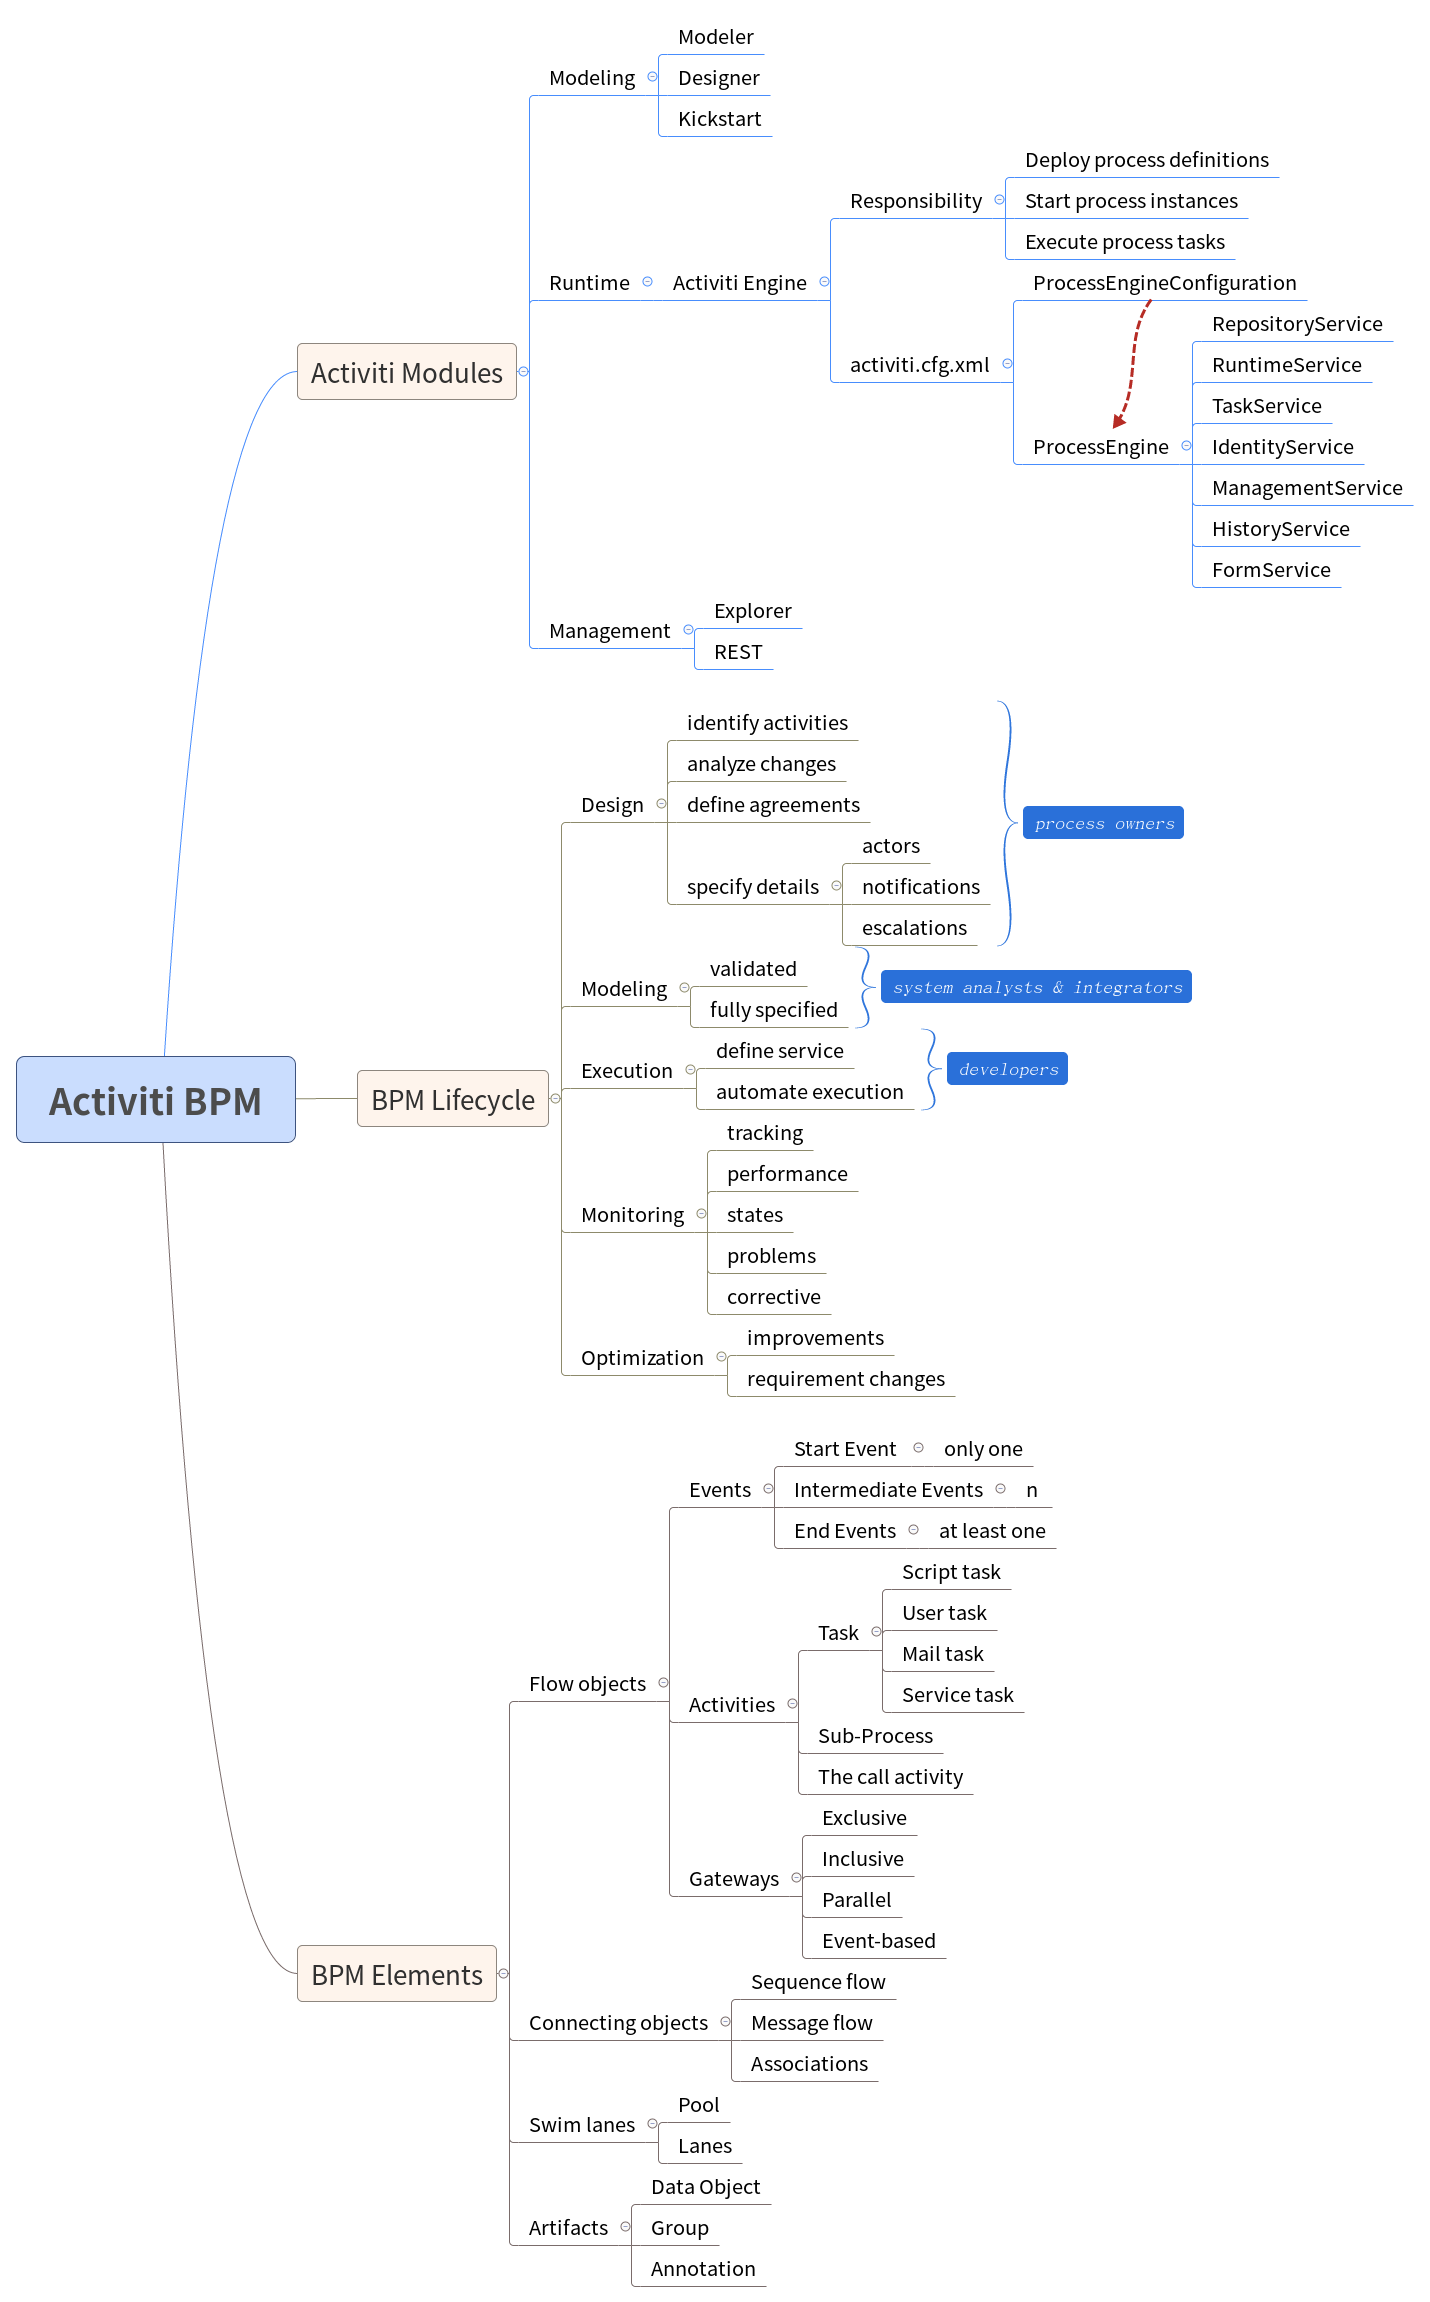 Activiti BPM
Activiti Modules
Modeling
Modeler
Designer
Kickstart
Runtime
Activiti Engine
Responsibility
Deploy process definitions
Start process instances
Execute process tasks
activiti.cfg.xml
ProcessEngineConfiguration
ProcessEngine
RepositoryService
RuntimeService
TaskService
IdentityService
ManagementService
HistoryService
FormService
Management
Explorer
REST
BPM Lifecycle
Design
identify activities
analyze changes
define agreements
specify details
actors
notifications
escalations
process owners
Modeling
validated
fully specified
system analysts & integrators
Execution
define service
automate execution
developers
Monitoring
tracking
performance
states
problems
corrective
Optimization
improvements
requirement changes
BPM Elements
Flow objects
Events
Start Event
only one
Intermediate Events
n
End Events
at least one
Activities
Task
Script task
User task
Mail task
Service task
Sub-Process
The call activity
Gateways
Exclusive
Inclusive
Parallel
Event-based
Connecting objects
Sequence flow
Message flow
Associations
Swim lanes
Pool
Lanes
Artifacts
Data Object
Group
Annotation